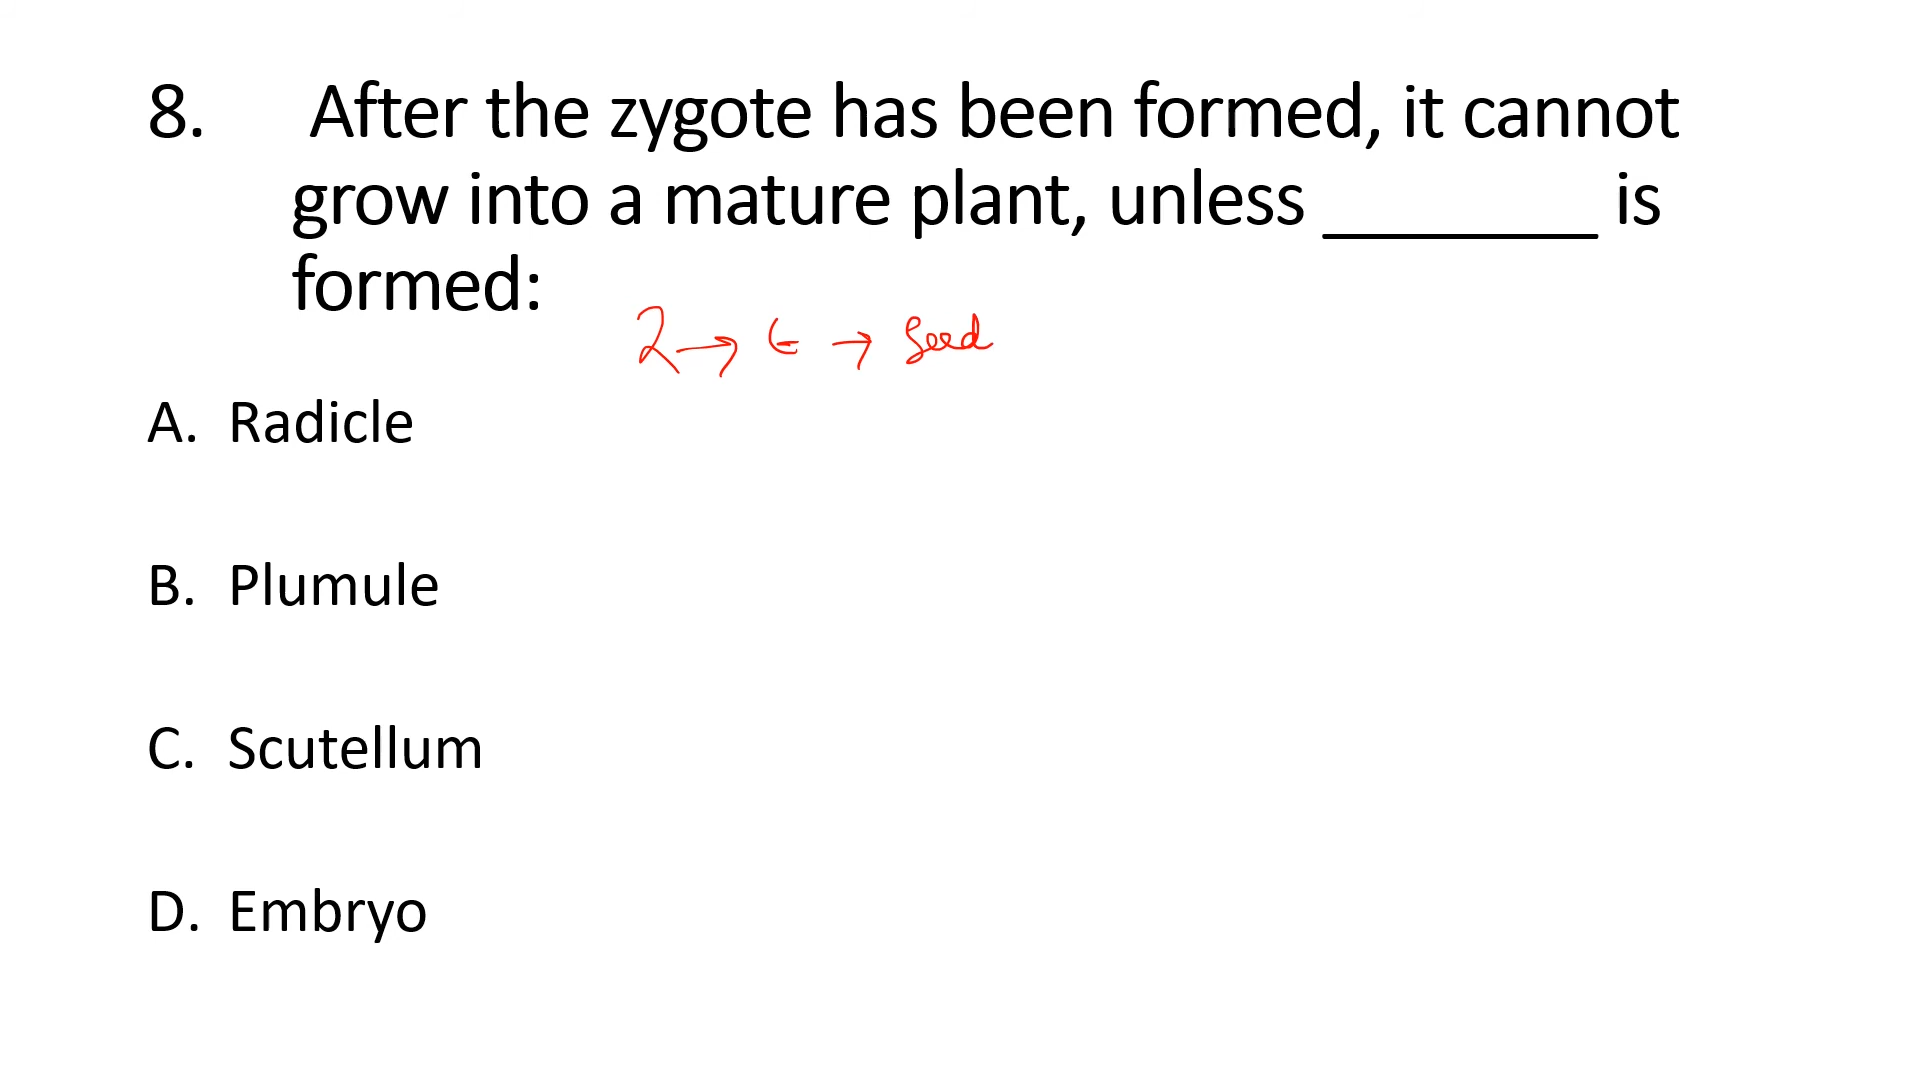 8. After the zygote has been formed, it cannot
grow into a mature plant, unless ________ is
formed:
Z → E → Seed
A. Radicle
B. Plumule
C. Scutellum
D. Embryo